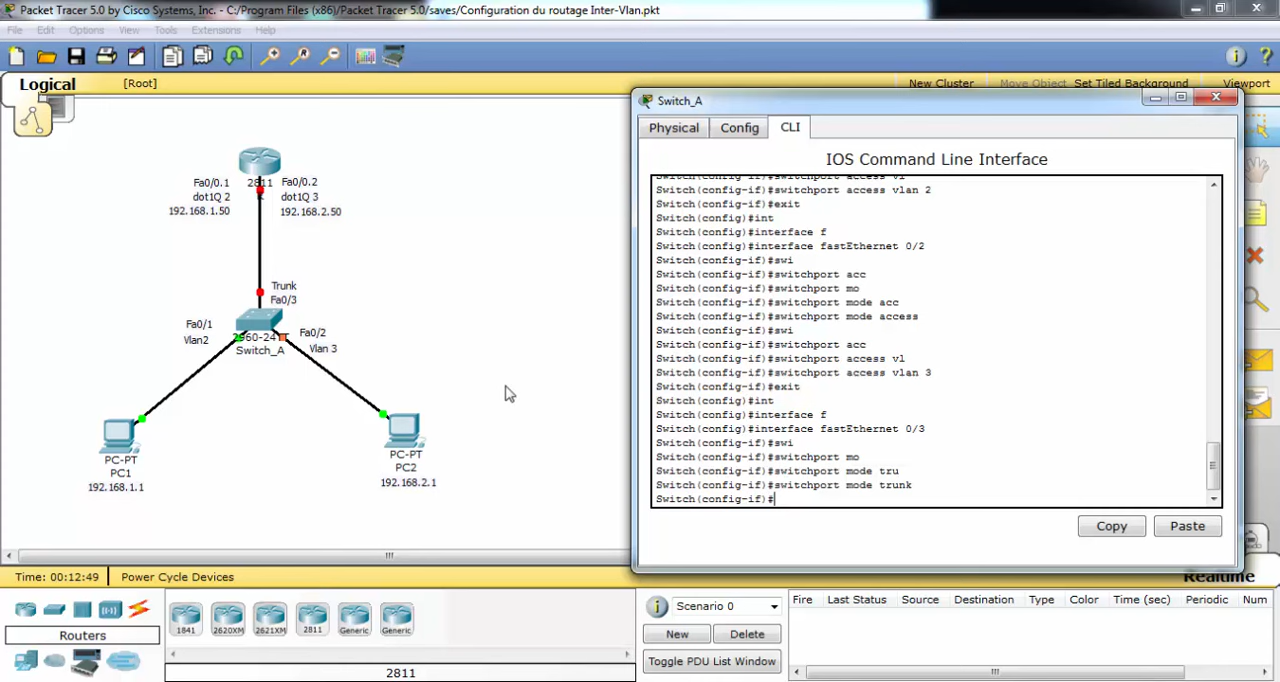 Packet Tracer 5.0 by Cisco Systems, Inc. - C:/Program Files (x86)/Packet Tracer 5.0/saves/Configuration du routage Inter-Vlan.pkt
File Edit Options View Tools Extensions Help
Logical [Root] New Cluster Move Object Set Tiled Background Viewport
Switch_A
Physical Config CLI
IOS Command Line Interface
Switch(config-if)#switchport access vl
Switch(config-if)#switchport access vlan 2
Switch(config-if)#exit
Switch(config)#int
Switch(config)#interface f
Switch(config)#interface fastEthernet 0/2
Switch(config-if)#swi
Switch(config-if)#switchport acc
Switch(config-if)#switchport mo
Switch(config-if)#switchport mode acc
Switch(config-if)#switchport mode access
Switch(config-if)#swi
Switch(config-if)#switchport acc
Switch(config-if)#switchport access vl
Switch(config-if)#switchport access vlan 3
Switch(config-if)#exit
Switch(config)#int
Switch(config)#interface f
Switch(config)#interface fastEthernet 0/3
Switch(config-if)#swi
Switch(config-if)#switchport mo
Switch(config-if)#switchport mode tru
Switch(config-if)#switchport mode trunk
Switch(config-if)#
Copy Paste
Fa0/0.1
dot1Q 2
192.168.1.50
2811
Fa0/0.2
dot1Q 3
192.168.2.50
Trunk
Fa0/3
Fa0/1
Vlan2
Switch_A
Fa0/2
Vlan 3
PC-PT
PC1
192.168.1.1
PC-PT
PC2
192.168.2.1
Time: 00:12:49 Power Cycle Devices Realtime
Routers
1841 2620XM 2621XM 2811 Generic Generic
2811
Scenario 0
New Delete
Toggle PDU List Window
Fire Last Status Source Destination Type Color Time (sec) Periodic Num